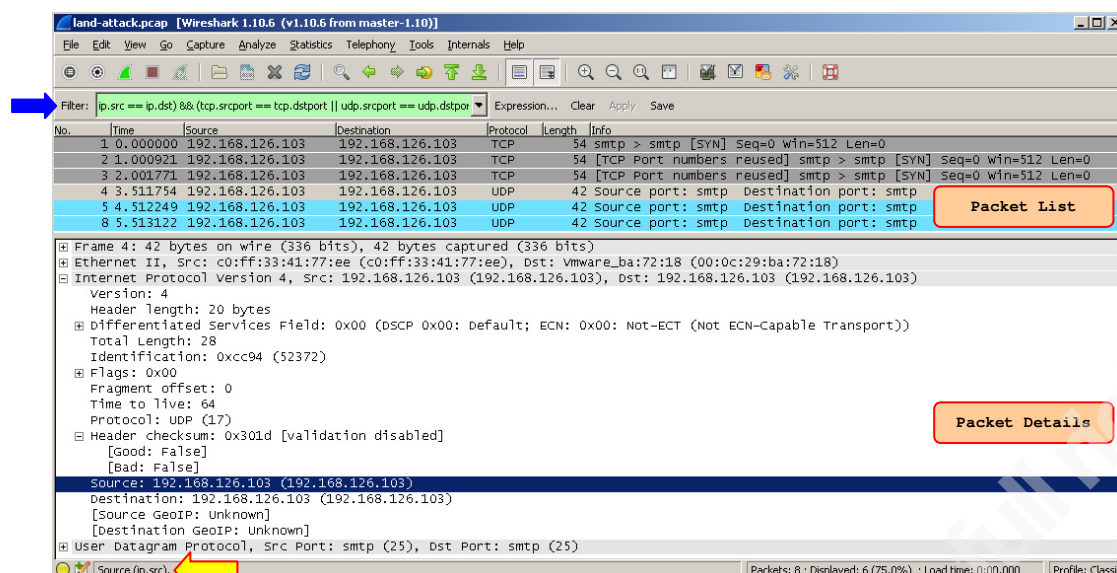 land-attack.pcap [Wireshark 1.10.6 (v1.10.6 from master-1.10)]
File Edit View Go Capture Analyze Statistics Telephony Tools Internals Help
Filter: ip.src == ip.dst) && (tcp.srcport == tcp.dstport || udp.srcport == udp.dstpor Expression... Clear Apply Save
No. Time Source Destination Protocol Length Info
1 0.000000 192.168.126.103 192.168.126.103 TCP 54 smtp > smtp [SYN] Seq=0 Win=512 Len=0
2 1.000921 192.168.126.103 192.168.126.103 TCP 54 [TCP Port numbers reused] smtp > smtp [SYN] Seq=0 Win=512 Len=0
3 2.001771 192.168.126.103 192.168.126.103 TCP 54 [TCP Port numbers reused] smtp > smtp [SYN] Seq=0 Win=512 Len=0
4 3.511754 192.168.126.103 192.168.126.103 UDP 42 Source port: smtp Destination port: smtp
5 4.512249 192.168.126.103 192.168.126.103 UDP 42 Source port: smtp Destination port: smtp
8 5.513122 192.168.126.103 192.168.126.103 UDP 42 Source port: smtp Destination port: smtp
Packet List
Frame 4: 42 bytes on wire (336 bits), 42 bytes captured (336 bits)
Ethernet II, Src: c0:ff:33:41:77:ee (c0:ff:33:41:77:ee), Dst: Vmware_ba:72:18 (00:0c:29:ba:72:18)
Internet Protocol Version 4, Src: 192.168.126.103 (192.168.126.103), Dst: 192.168.126.103 (192.168.126.103)
Version: 4
Header length: 20 bytes
Differentiated Services Field: 0x00 (DSCP 0x00: Default; ECN: 0x00: Not-ECT (Not ECN-Capable Transport))
Total Length: 28
Identification: 0xcc94 (52372)
Flags: 0x00
Fragment offset: 0
Time to live: 64
Protocol: UDP (17)
Packet Details
Header checksum: 0x301d [validation disabled]
[Good: False]
[Bad: False]
Source: 192.168.126.103 (192.168.126.103)
Destination: 192.168.126.103 (192.168.126.103)
[Source GeoIP: Unknown]
[Destination GeoIP: Unknown]
User Datagram Protocol, Src Port: smtp (25), Dst Port: smtp (25)
Source (ip.src), Packets: 8 · Displayed: 6 (75.0%) · Load time: 0:00.000 Profile: Classi